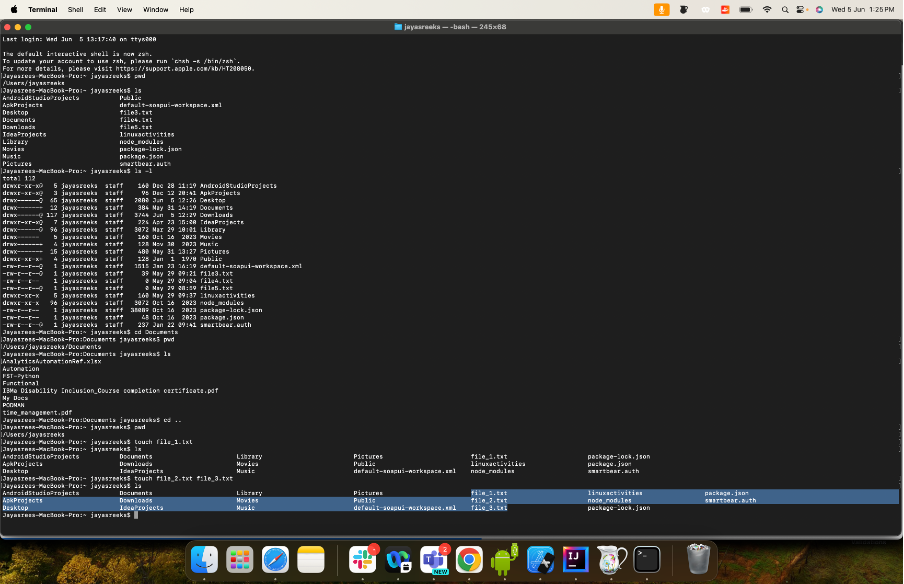 Terminal Shell Edit View Window Help Wed 5 Jun 1:25 PM
jayasreeks — -bash — 245×68
Last login: Wed Jun  5 13:17:40 on ttys000

The default interactive shell is now zsh.
To update your account to use zsh, please run `chsh -s /bin/zsh`.
For more details, please visit https://support.apple.com/kb/HT208050.
Jayasrees-MacBook-Pro:~ jayasreeks$ pwd
/Users/jayasreeks
Jayasrees-MacBook-Pro:~ jayasreeks$ ls
AndroidStudioProjects Public
ApkProjects default-soapui-workspace.xml
Desktop file3.txt
Documents file4.txt
Downloads file5.txt
IdeaProjects linuxactivities
Library node_modules
Movies package-lock.json
Music package.json
Pictures smartbear.auth
Jayasrees-MacBook-Pro:~ jayasreeks$ ls -l
total 112
drwxr-xr-x@ 5 jayasreeks staff 160 Dec 28 11:19 AndroidStudioProjects
drwxr-xr-x@ 3 jayasreeks staff 96 Dec 12 20:41 ApkProjects
drwx------@ 65 jayasreeks staff 2080 Jun 5 12:26 Desktop
drwx------+ 12 jayasreeks staff 384 May 31 14:19 Documents
drwx------@ 117 jayasreeks staff 3744 Jun 5 12:29 Downloads
drwxr-xr-x@ 7 jayasreeks staff 224 Apr 23 15:00 IdeaProjects
drwx------@ 96 jayasreeks staff 3072 Mar 29 10:01 Library
drwx------ 5 jayasreeks staff 160 Oct 16 2023 Movies
drwx------+ 4 jayasreeks staff 128 Nov 30 2023 Music
drwx------+ 15 jayasreeks staff 480 May 31 13:27 Pictures
drwxr-xr-x+ 4 jayasreeks staff 128 Jan 1 1970 Public
-rw-r--r--@ 1 jayasreeks staff 1515 Jan 23 16:19 default-soapui-workspace.xml
-rw-r--r--@ 1 jayasreeks staff 39 May 29 09:21 file3.txt
-rw-r--r-- 1 jayasreeks staff 0 May 29 09:04 file4.txt
-rw-r--r--@ 1 jayasreeks staff 0 May 29 08:59 file5.txt
drwxr-xr-x 5 jayasreeks staff 160 May 29 09:37 linuxactivities
drwxr-xr-x 96 jayasreeks staff 3072 Oct 16 2023 node_modules
-rw-r--r-- 1 jayasreeks staff 38089 Oct 16 2023 package-lock.json
-rw-r--r-- 1 jayasreeks staff 48 Oct 16 2023 package.json
-rw-r--r--@ 1 jayasreeks staff 237 Jan 22 09:41 smartbear.auth
Jayasrees-MacBook-Pro:~ jayasreeks$ cd Documents
Jayasrees-MacBook-Pro:Documents jayasreeks$ pwd
/Users/jayasreeks/Documents
Jayasrees-MacBook-Pro:Documents jayasreeks$ ls
AnalyticsAutomationRef.xlsx
Automation
FST-Python
Functional
IBMa Disability Inclusion_Course completion certificate.pdf
My Docs
PODMAN
time_management.pdf
Jayasrees-MacBook-Pro:Documents jayasreeks$ cd ..
Jayasrees-MacBook-Pro:~ jayasreeks$ pwd
/Users/jayasreeks
Jayasrees-MacBook-Pro:~ jayasreeks$ touch file_1.txt
Jayasrees-MacBook-Pro:~ jayasreeks$ ls
AndroidStudioProjects Documents Library Pictures file_1.txt package-lock.json
ApkProjects Downloads Movies Public linuxactivities package.json
Desktop IdeaProjects Music default-soapui-workspace.xml node_modules smartbear.auth
Jayasrees-MacBook-Pro:~ jayasreeks$ touch file_2.txt file_3.txt
Jayasrees-MacBook-Pro:~ jayasreeks$ ls
AndroidStudioProjects Documents Library Pictures file_1.txt linuxactivities package.json
ApkProjects Downloads Movies Public file_2.txt node_modules smartbear.auth
Desktop IdeaProjects Music default-soapui-workspace.xml file_3.txt package-lock.json
Jayasrees-MacBook-Pro:~ jayasreeks$
NEW